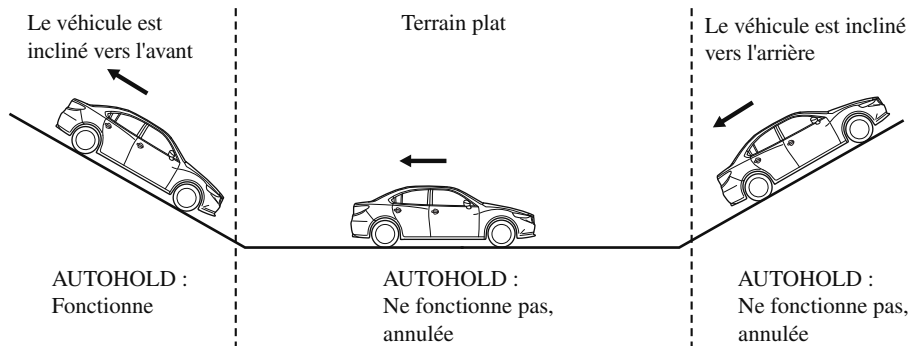 Le véhicule est
incliné vers l'avant
Terrain plat
Le véhicule est incliné
vers l'arrière
AUTOHOLD :
Fonctionne
AUTOHOLD :
Ne fonctionne pas,
annulée
AUTOHOLD :
Ne fonctionne pas,
annulée